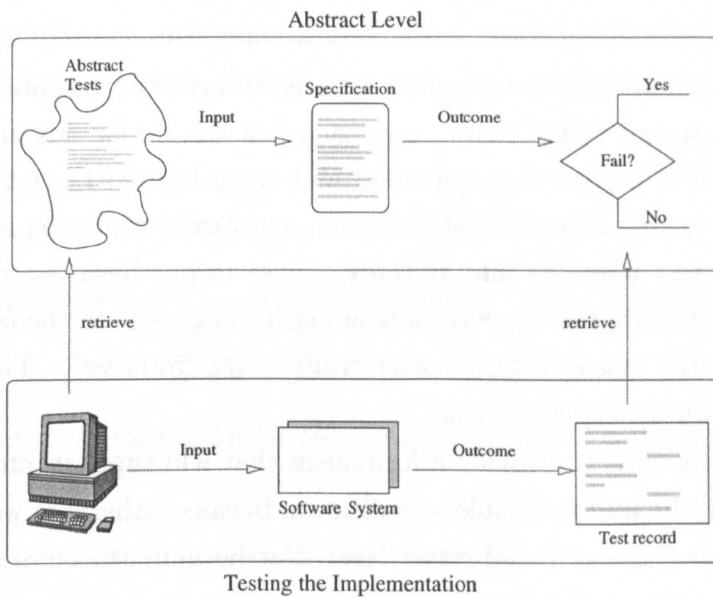 Abstract Level
Abstract
Tests
Input
Specification
Outcome
Yes
Fail?
No
retrieve
retrieve
Input
Software System
Outcome
Test record
Testing the Implementation